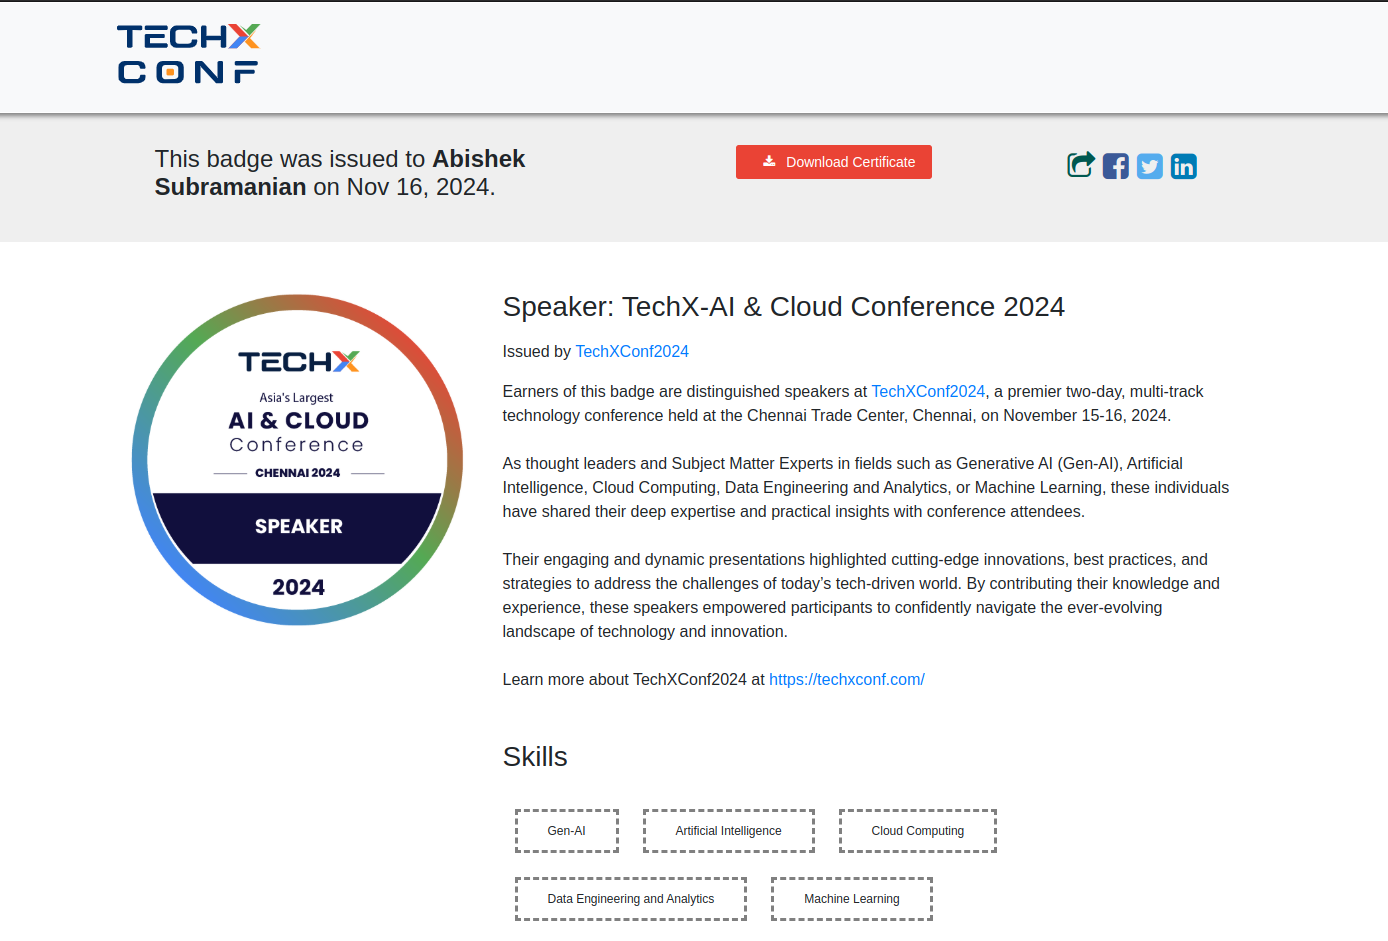 TECHX
CONF
This badge was issued to Abishek
Subramanian on Nov 16, 2024.
Download Certificate
Speaker: TechX-AI & Cloud Conference 2024
Issued by TechXConf2024
Earners of this badge are distinguished speakers at TechXConf2024, a premier two-day, multi-track
technology conference held at the Chennai Trade Center, Chennai, on November 15-16, 2024.
As thought leaders and Subject Matter Experts in fields such as Generative AI (Gen-AI), Artificial
Intelligence, Cloud Computing, Data Engineering and Analytics, or Machine Learning, these individuals
have shared their deep expertise and practical insights with conference attendees.
Their engaging and dynamic presentations highlighted cutting-edge innovations, best practices, and
strategies to address the challenges of today’s tech-driven world. By contributing their knowledge and
experience, these speakers empowered participants to confidently navigate the ever-evolving
landscape of technology and innovation.
Learn more about TechXConf2024 at https://techxconf.com/
TECHX
Asia's Largest
AI & CLOUD
Conference
CHENNAI 2024
SPEAKER
2024
Skills
Gen-AI
Artificial Intelligence
Cloud Computing
Data Engineering and Analytics
Machine Learning